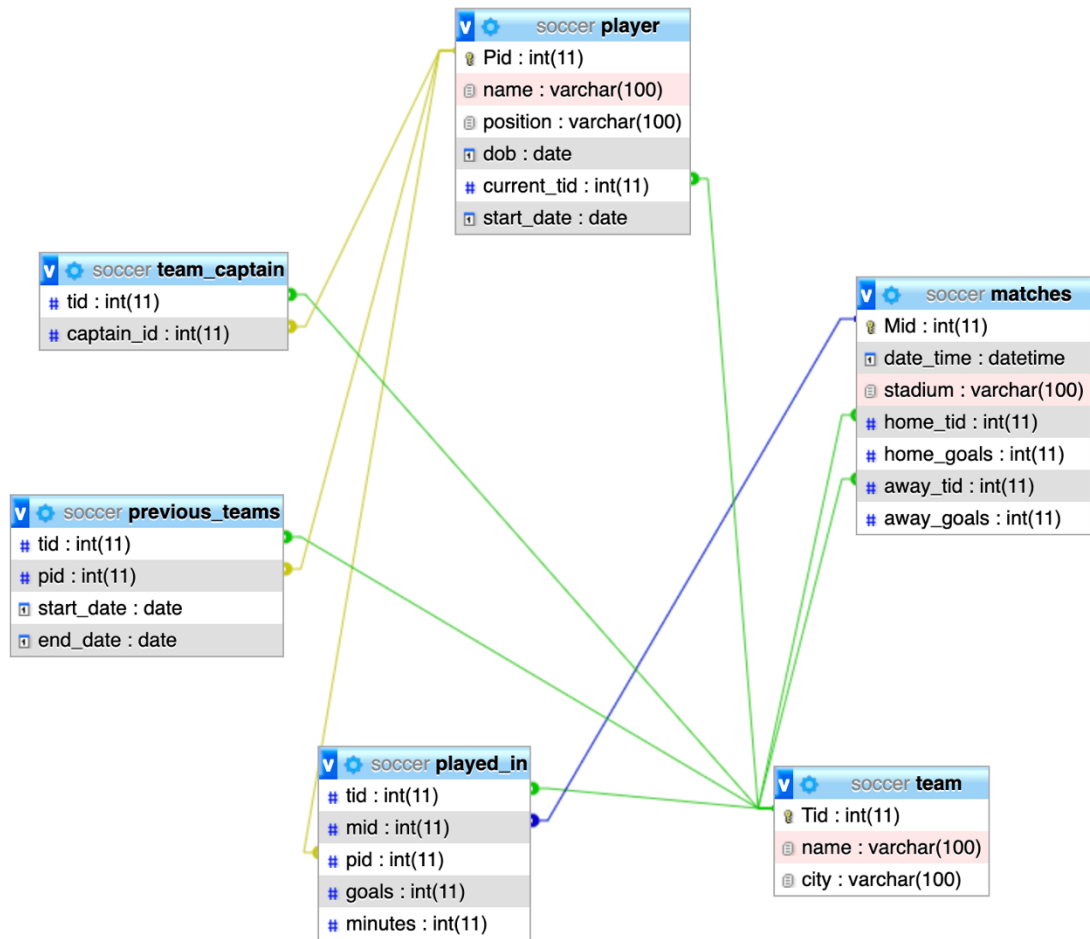 soccer player
Pid : int(11)
name : varchar(100)
position : varchar(100)
dob : date
current_tid : int(11)
start_date : date
soccer team_captain
tid : int(11)
captain_id : int(11)
soccer matches
Mid : int(11)
date_time : datetime
stadium : varchar(100)
home_tid : int(11)
home_goals : int(11)
away_tid : int(11)
away_goals : int(11)
soccer previous_teams
tid : int(11)
pid : int(11)
start_date : date
end_date : date
soccer played_in
tid : int(11)
mid : int(11)
pid : int(11)
goals : int(11)
minutes : int(11)
soccer team
Tid : int(11)
name : varchar(100)
city : varchar(100)